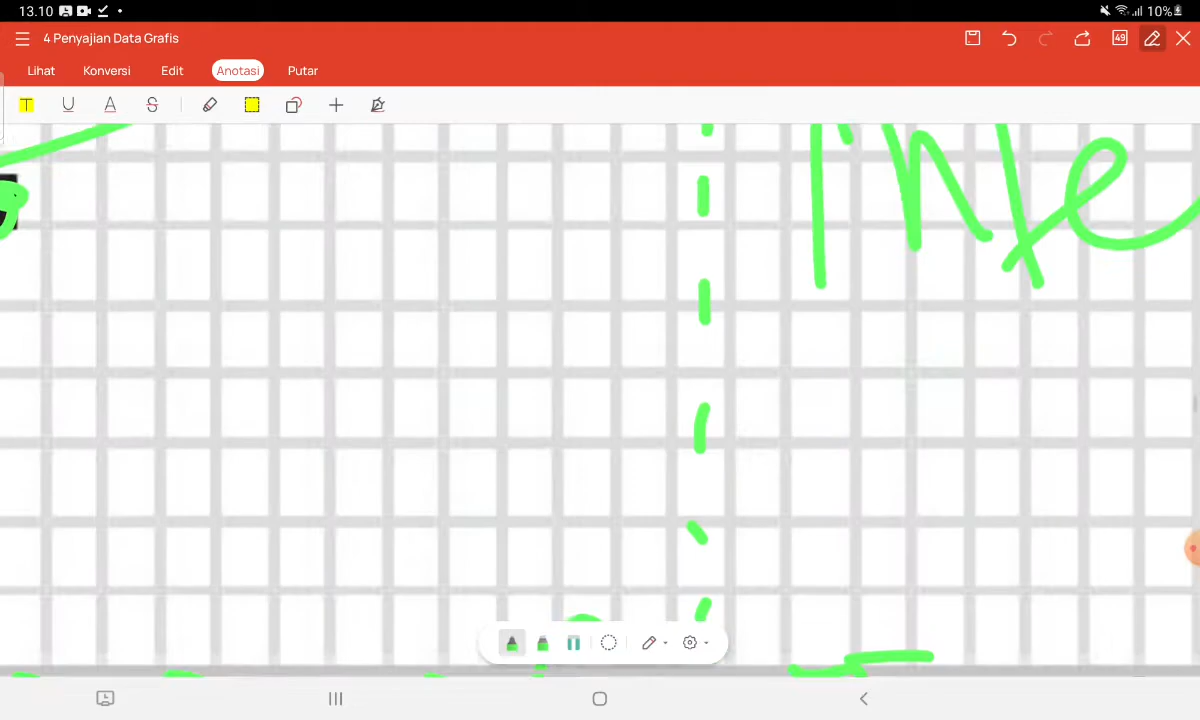 13.10 10%
4 Penyajian Data Grafis 49
Lihat Konversi Edit Anotasi Putar
T U A S